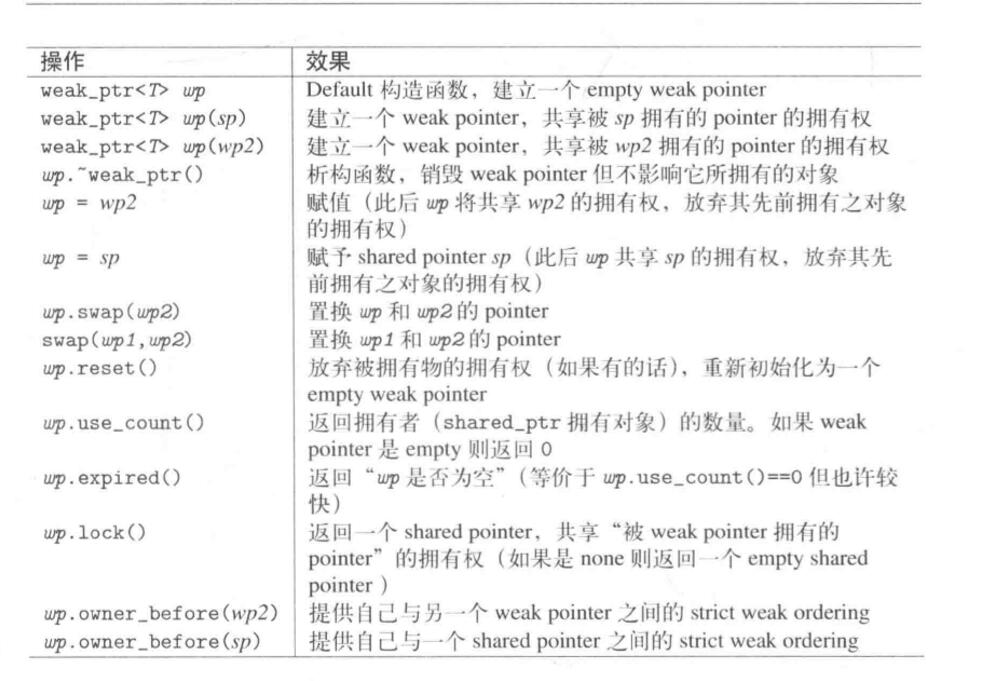 操作 效果
weak_ptr<T> wp Default 构造函数，建立一个 empty weak pointer
weak_ptr<T> wp(sp) 建立一个 weak pointer，共享被 sp 拥有的 pointer 的拥有权
weak_ptr<T> wp(wp2) 建立一个 weak pointer，共享被 wp2 拥有的 pointer 的拥有权
wp.~weak_ptr() 析构函数，销毁 weak pointer 但不影响它所拥有的对象
wp = wp2 赋值（此后 wp 将共享 wp2 的拥有权，放弃其先前拥有之对象
的拥有权）
wp = sp 赋予 shared pointer sp（此后 wp 共享 sp 的拥有权，放弃其先
前拥有之对象的拥有权）
wp.swap(wp2) 置换 wp 和 wp2 的 pointer
swap(wp1,wp2) 置换 wp1 和 wp2 的 pointer
wp.reset() 放弃被拥有物的拥有权（如果有的话），重新初始化为一个
empty weak pointer
wp.use_count() 返回拥有者（shared_ptr 拥有对象）的数量。如果 weak
pointer 是 empty 则返回 0
wp.expired() 返回“wp 是否为空”（等价于 wp.use_count()==0 但也许较
快）
wp.lock() 返回一个 shared pointer，共享“被 weak pointer 拥有的
pointer”的拥有权（如果是 none 则返回一个 empty shared
pointer ）
wp.owner_before(wp2) 提供自己与另一个 weak pointer 之间的 strict weak ordering
wp.owner_before(sp) 提供自己与一个 shared pointer 之间的 strict weak ordering